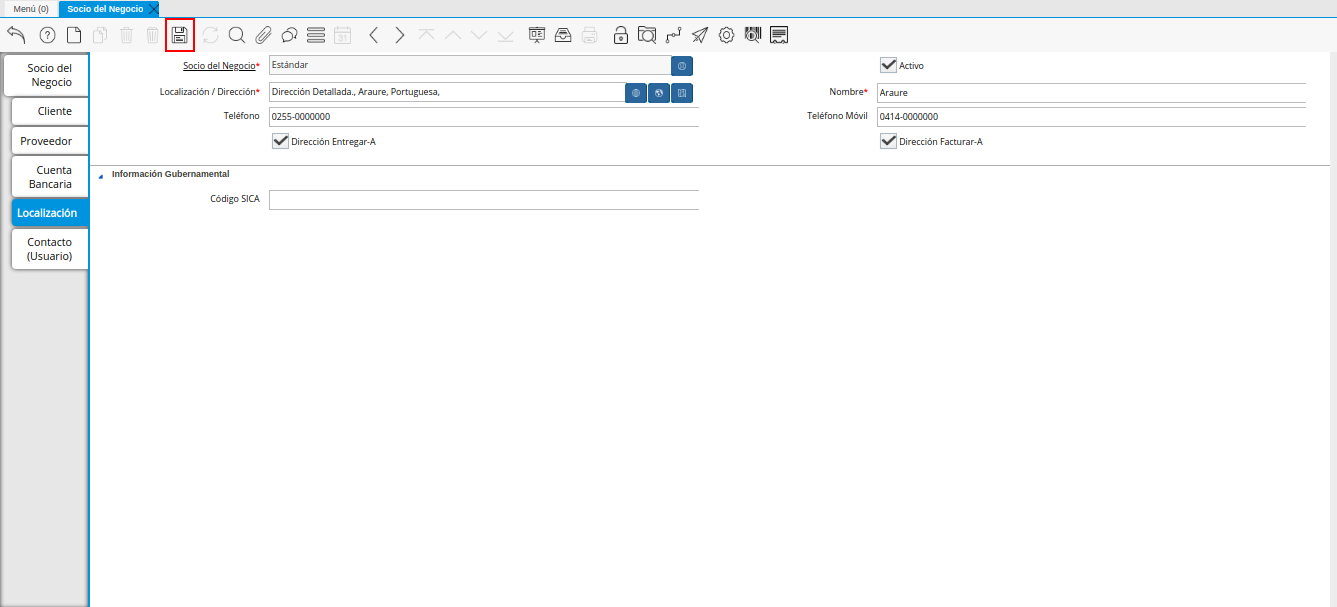 Menú (0)
Socio del Negocio
31
Socio del
Negocio
Cliente
Proveedor
Cuenta
Bancaria
Localización
Contacto
(Usuario)
Socio del Negocio* Estándar
Activo
Localización / Dirección* Dirección Detallada., Araure, Portuguesa,
Nombre* Araure
Teléfono 0255-0000000
Teléfono Móvil 0414-0000000
Dirección Entregar-A
Dirección Facturar-A
Información Gubernamental
Código SICA